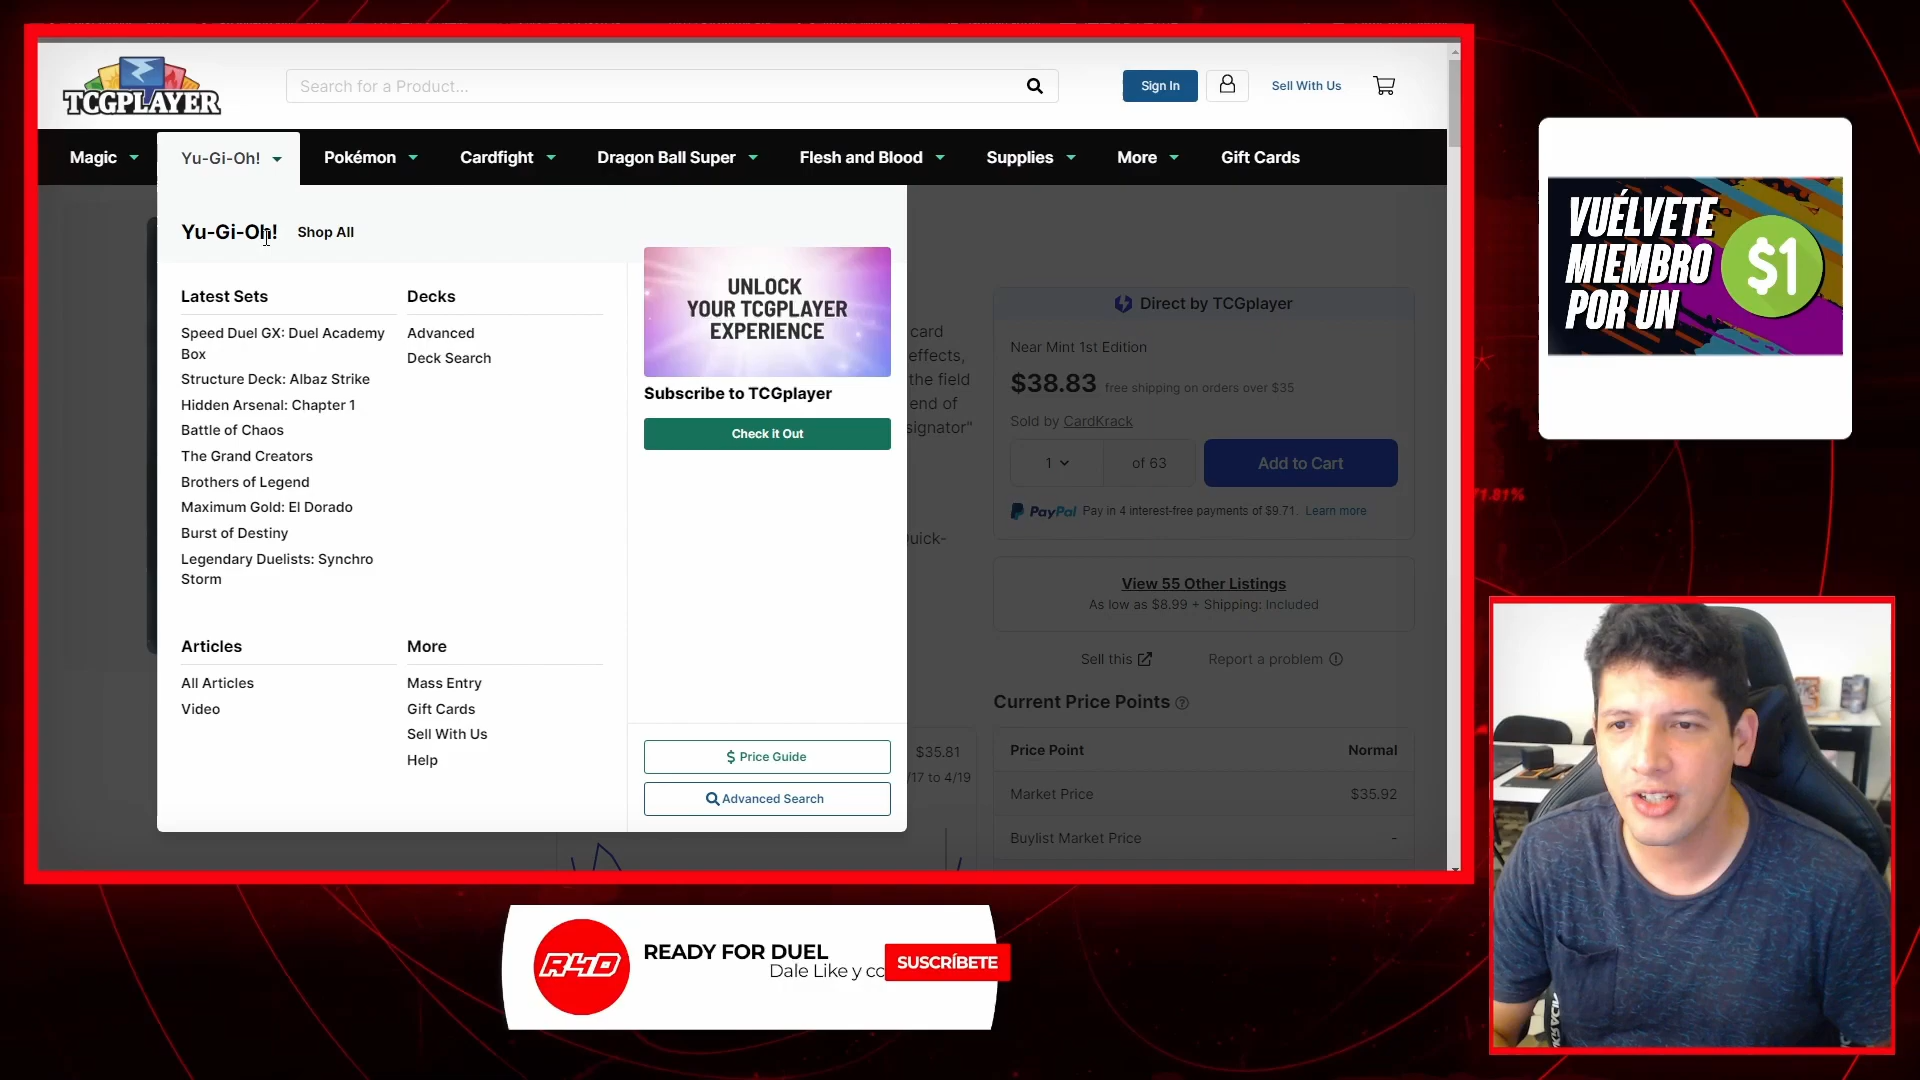 TCGPLAYER
Search for a Product...
Sign In
Sell With Us
Magic
Yu-Gi-Oh!
Pokémon
Cardfight
Dragon Ball Super
Flesh and Blood
Supplies
More
Gift Cards
Yu-Gi-Oh!
Shop All
Latest Sets
Speed Duel GX: Duel Academy
Box
Structure Deck: Albaz Strike
Hidden Arsenal: Chapter 1
Battle of Chaos
The Grand Creators
Brothers of Legend
Maximum Gold: El Dorado
Burst of Destiny
Legendary Duelists: Synchro
Storm
Decks
Advanced
Deck Search
Articles
All Articles
Video
More
Mass Entry
Gift Cards
Sell With Us
Help
UNLOCK
YOUR TCGPLAYER
EXPERIENCE
Subscribe to TCGplayer
Check it Out
Price Guide
Advanced Search
card
effects,
the field
end of
signator"
$35.81
/17 to 4/19
Direct by TCGplayer
Near Mint 1st Edition
$38.83 free shipping on orders over $35
Sold by CardKrack
1
of 63
Add to Cart
PayPal Pay in 4 interest-free payments of $9.71. Learn more
View 55 Other Listings
As low as $8.99 + Shipping: Included
Sell this
Report a problem
Current Price Points
Price Point Normal
Market Price $35.92
Buylist Market Price -
VUÉLVETE
MIEMBRO
POR UN
$1
71.81%
R4D
READY FOR DUEL
Dale Like y co
SUSCRÍBETE